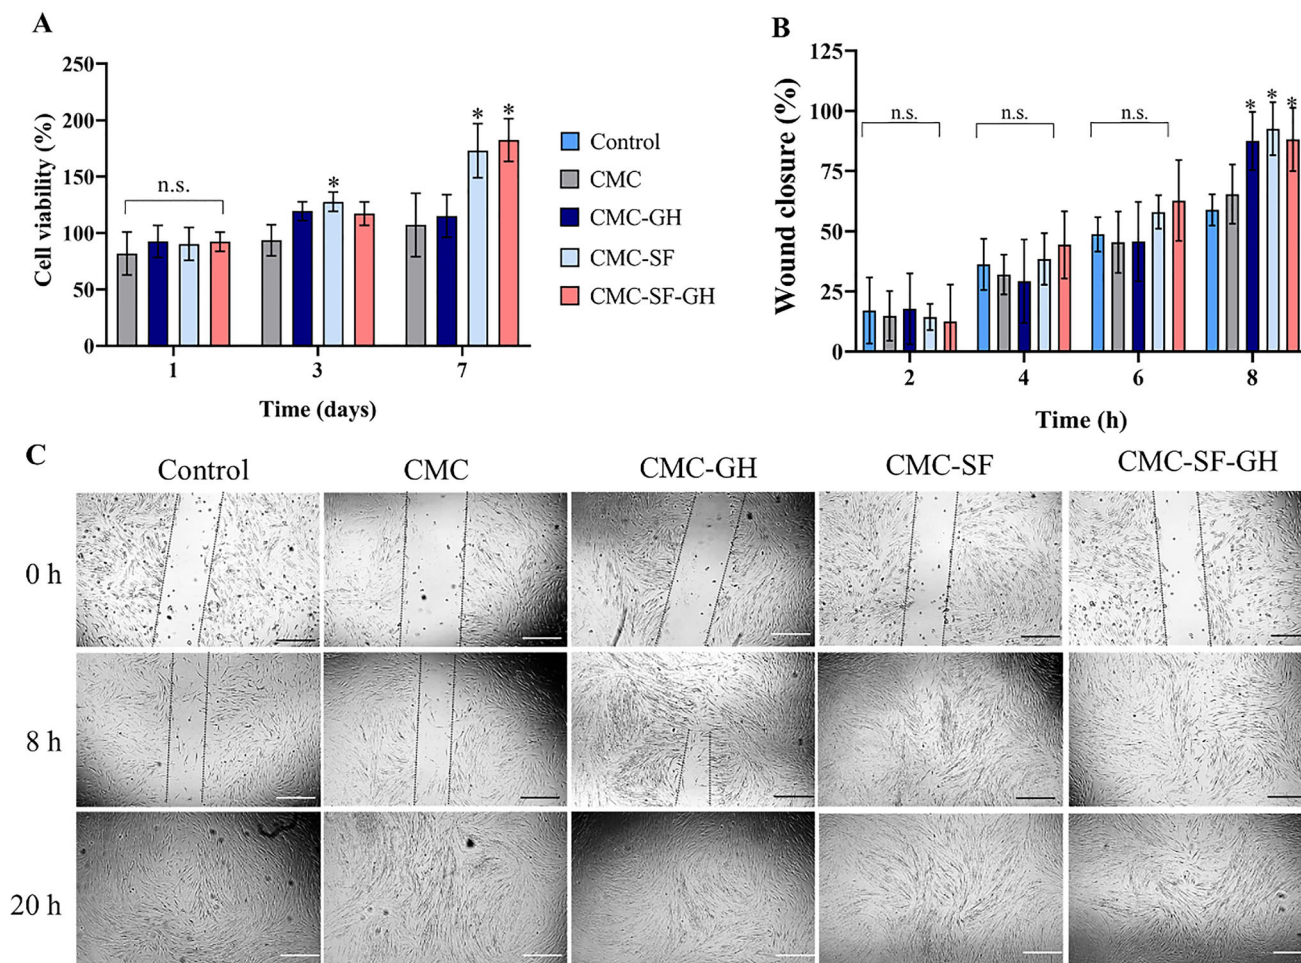 A
250
200
150
100
50
0
Cell viability (%)
n.s.
*
*
*
1
3
7
Time (days)
Control
CMC
CMC-GH
CMC-SF
CMC-SF-GH
B
125
100
75
50
25
0
Wound closure (%)
n.s.
n.s.
n.s.
*
*
*
2
4
6
8
Time (h)
C
Control
CMC
CMC-GH
CMC-SF
CMC-SF-GH
0 h
8 h
20 h